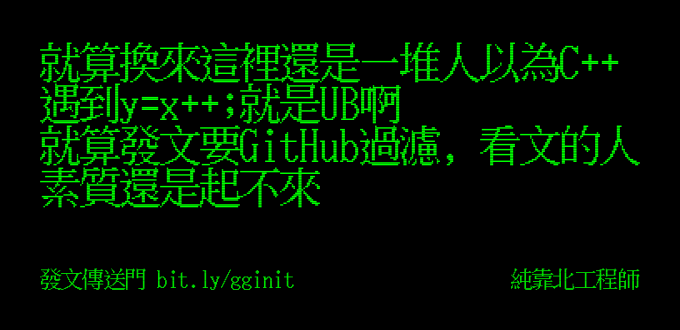 就算換來這裡還是一堆人以為C++
遇到y=x++;就是UB啊
就算發文要GitHub過濾, 看文的人
素質還是起不來
發文傳送門 bit.ly/gginit
純靠北工程師